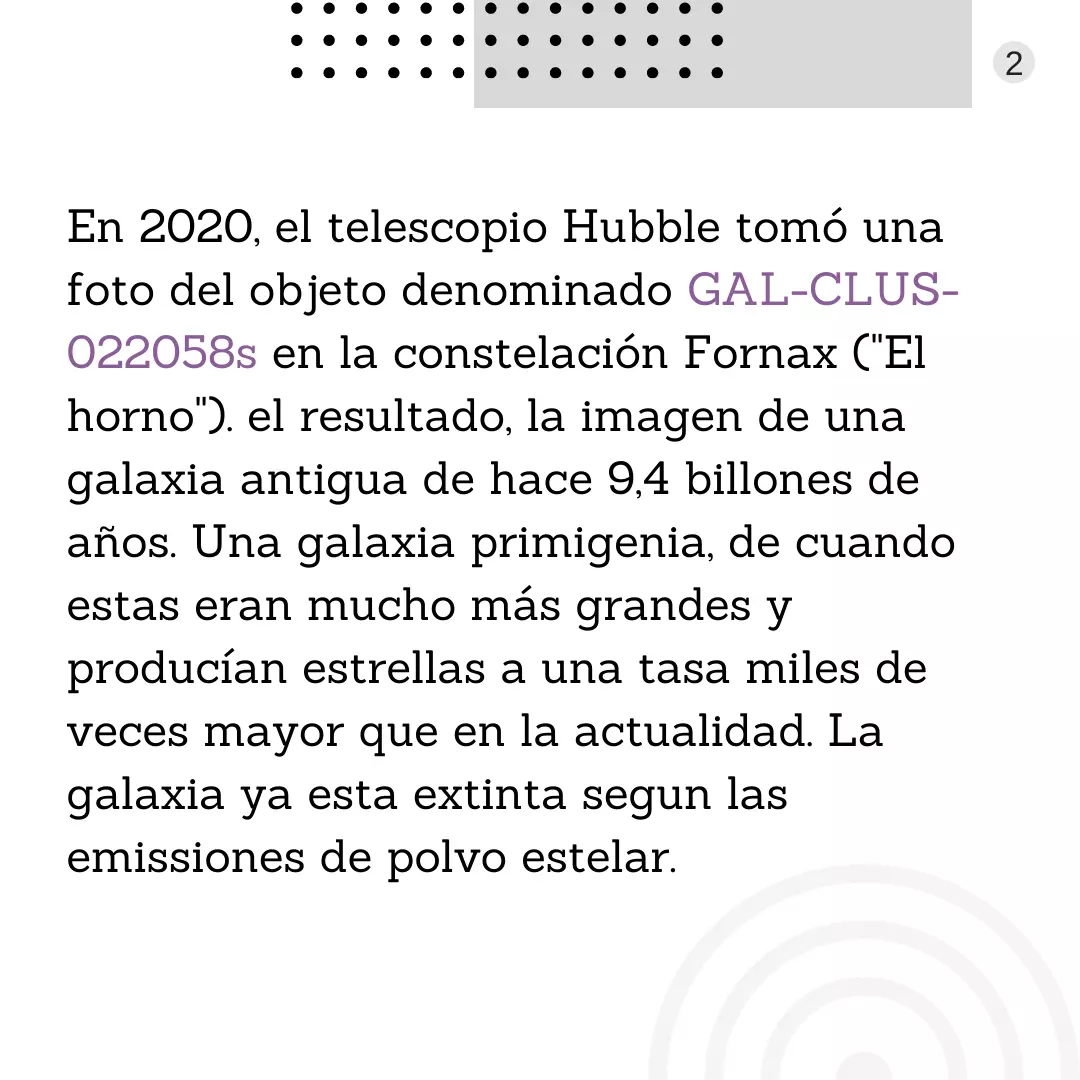 2
En 2020, el telescopio Hubble tomó una
foto del objeto denominado GAL-CLUS-
022058s en la constelación Fornax ("El
horno"). el resultado, la imagen de una
galaxia antigua de hace 9,4 billones de
años. Una galaxia primigenia, de cuando
estas eran mucho más grandes y
producían estrellas a una tasa miles de
veces mayor que en la actualidad. La
galaxia ya esta extinta segun las
emissiones de polvo estelar.